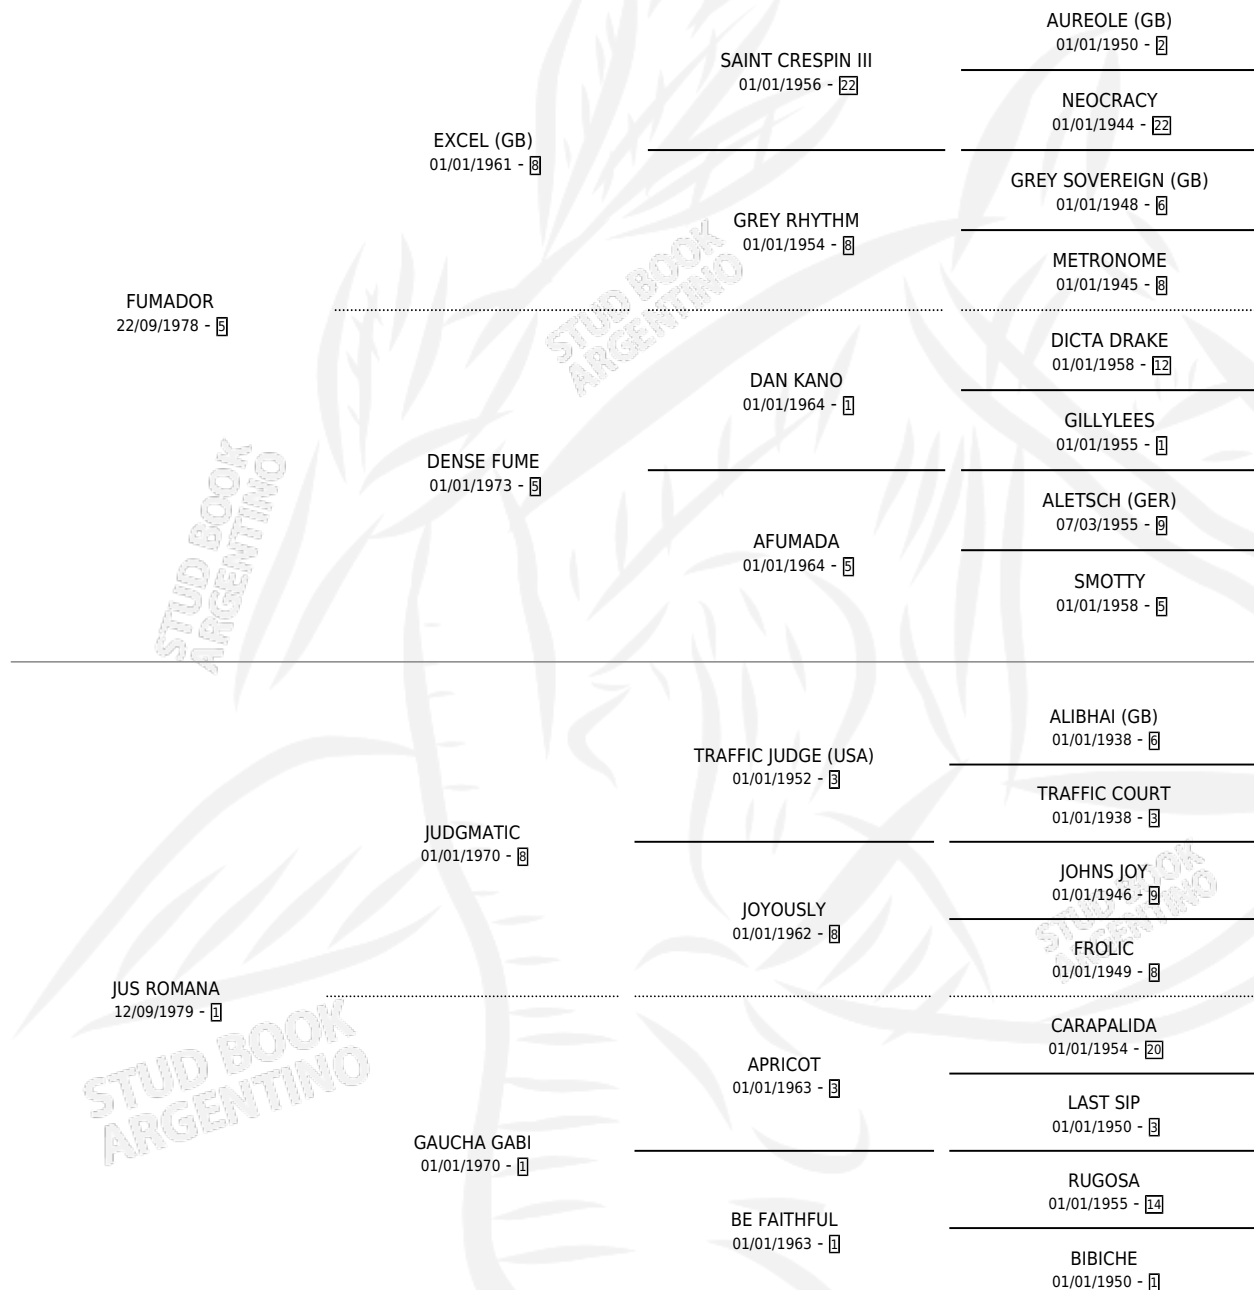 AUREOLE (GB)
01/01/1950 - 2
SAINT CRESPIN III
01/01/1956 - 22
NEOCRACY
01/01/1944 - 22
EXCEL (GB)
01/01/1961 - 8
GREY SOVEREIGN (GB)
01/01/1948 - 6
GREY RHYTHM
01/01/1954 - 8
METRONOME
01/01/1945 - 8
FUMADOR
22/09/1978 - 5
DICTA DRAKE
01/01/1958 - 12
DAN KANO
01/01/1964 - 1
GILLYLEES
01/01/1955 - 1
DENSE FUME
01/01/1973 - 5
ALETSCH (GER)
07/03/1955 - 9
AFUMADA
01/01/1964 - 5
SMOTTY
01/01/1958 - 5
ALIBHAI (GB)
01/01/1938 - 6
TRAFFIC JUDGE (USA)
01/01/1952 - 3
TRAFFIC COURT
01/01/1938 - 3
JUDGMATIC
01/01/1970 - 8
JOHNS JOY
01/01/1946 - 9
JOYOUSLY
01/01/1962 - 8
FROLIC
01/01/1949 - 8
JUS ROMANA
12/09/1979 - 1
CARAPALIDA
01/01/1954 - 20
APRICOT
01/01/1963 - 3
LAST SIP
01/01/1950 - 3
GAUCHA GABI
01/01/1970 - 1
RUGOSA
01/01/1955 - 14
BE FAITHFUL
01/01/1963 - 1
BIBICHE
01/01/1950 - 1
STUD BOOK
ARGENTINO
STUD BOOK
ARGENTINO
STUD BOOK
ARGENTINO
STUD BOOK
ARGENTINO